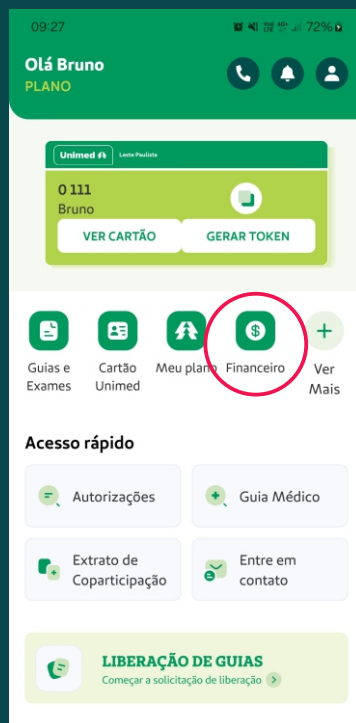 09:27
72%
Olá Bruno
PLANO
Unimed Leste Paulista
0 111
Bruno
VER CARTÃO
GERAR TOKEN
Guias e
Exames
Cartão
Unimed
Meu plano
Financeiro
Ver
Mais
Acesso rápido
Autorizações
Guia Médico
Extrato de
Coparticipação
Entre em
contato
LIBERAÇÃO DE GUIAS
Começar a solicitação de liberação